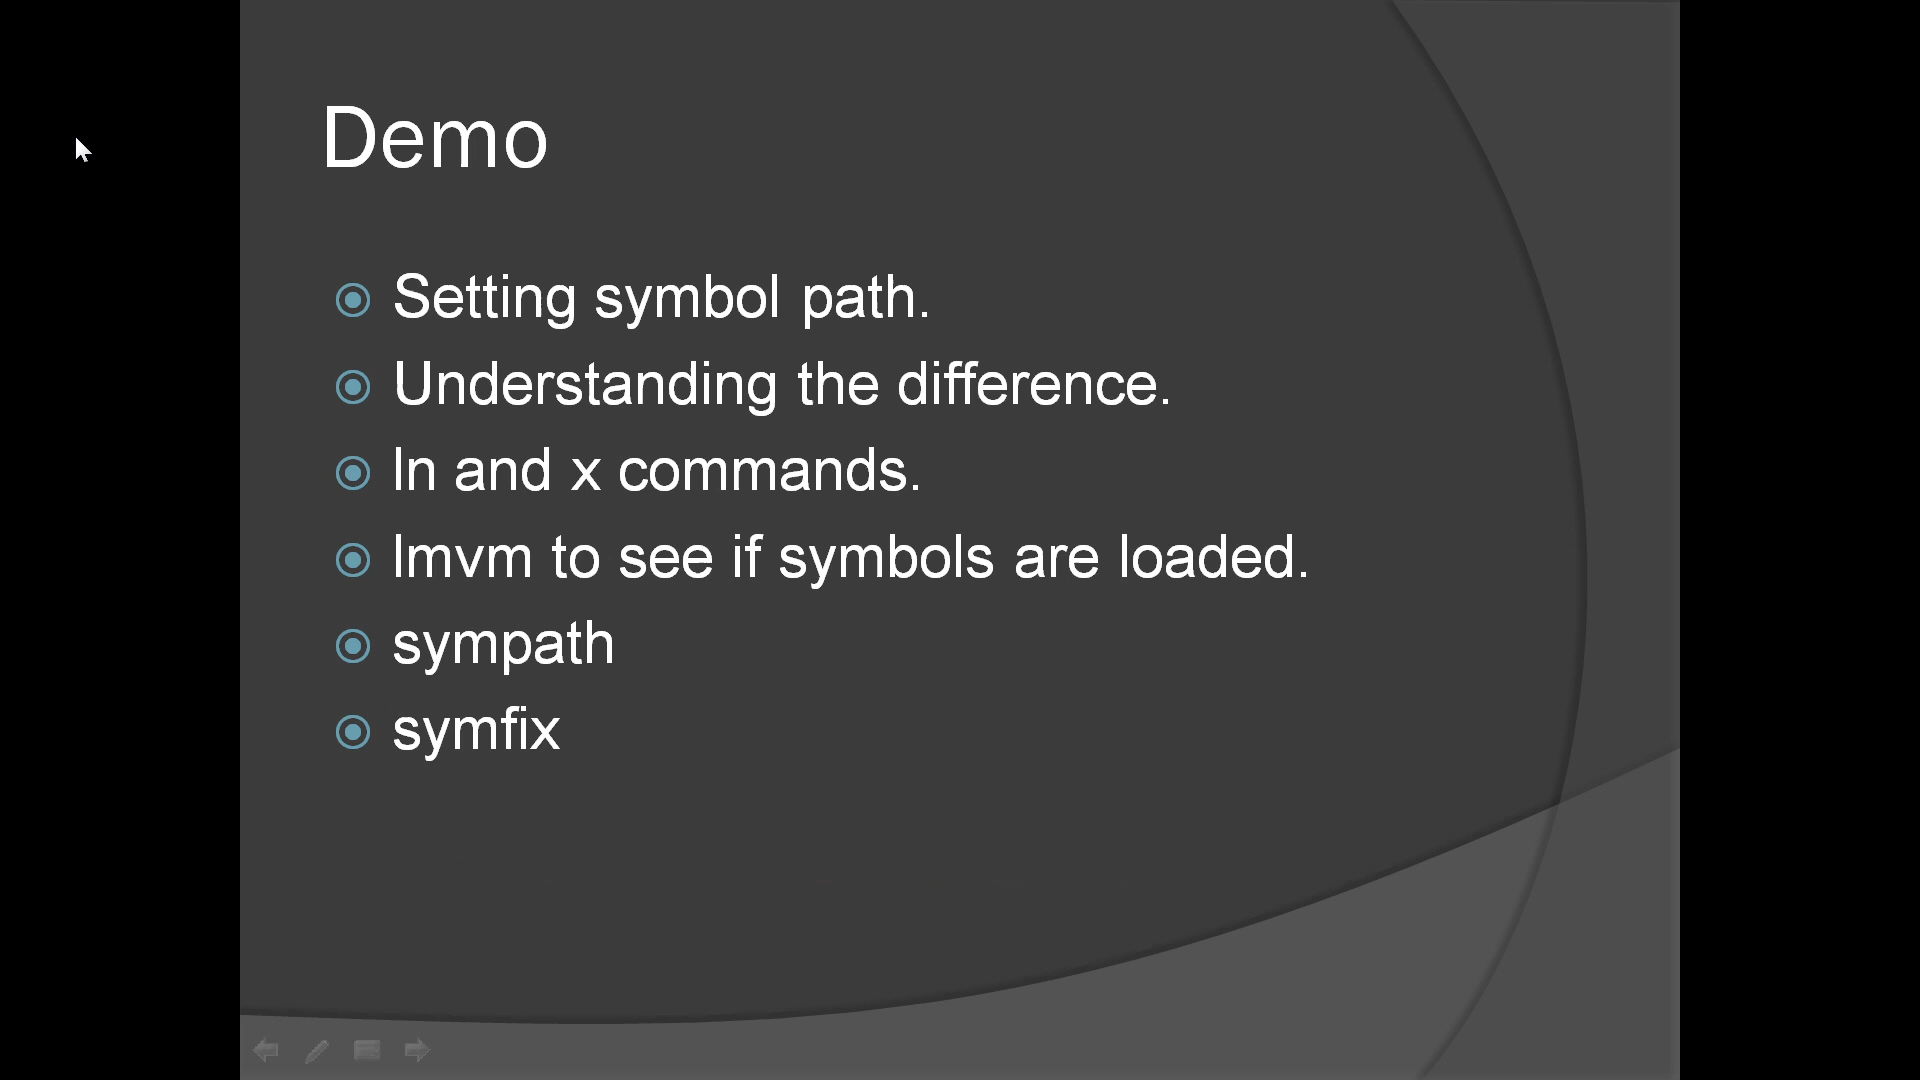 Demo
Setting symbol path.
Understanding the difference.
ln and x commands.
lmvm to see if symbols are loaded.
sympath
symfix